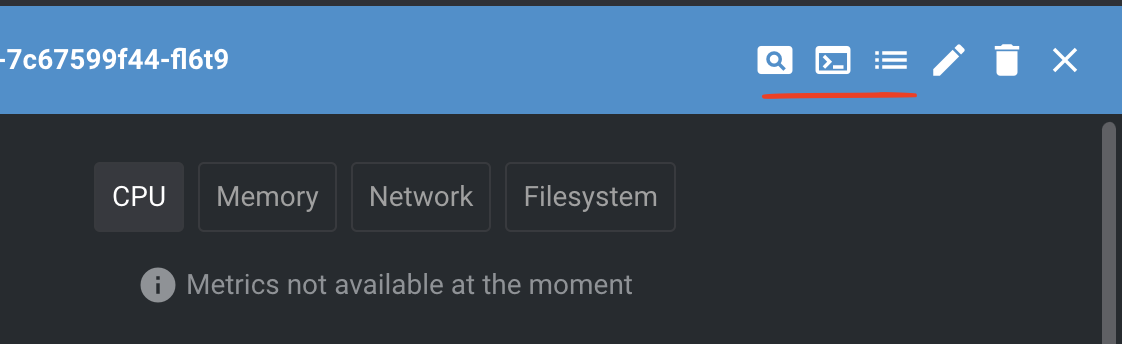 -7c67599f44-fl6t9
CPU Memory Network Filesystem
Metrics not available at the moment